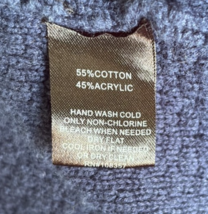 55%COTTON
45%ACRYLIC
HAND WASH COLD
ONLY NON-CHLORINE
BLEACH WHEN NEEDED
DRY FLAT
COOL IRON IF NEEDED
OR DRY CLEAN